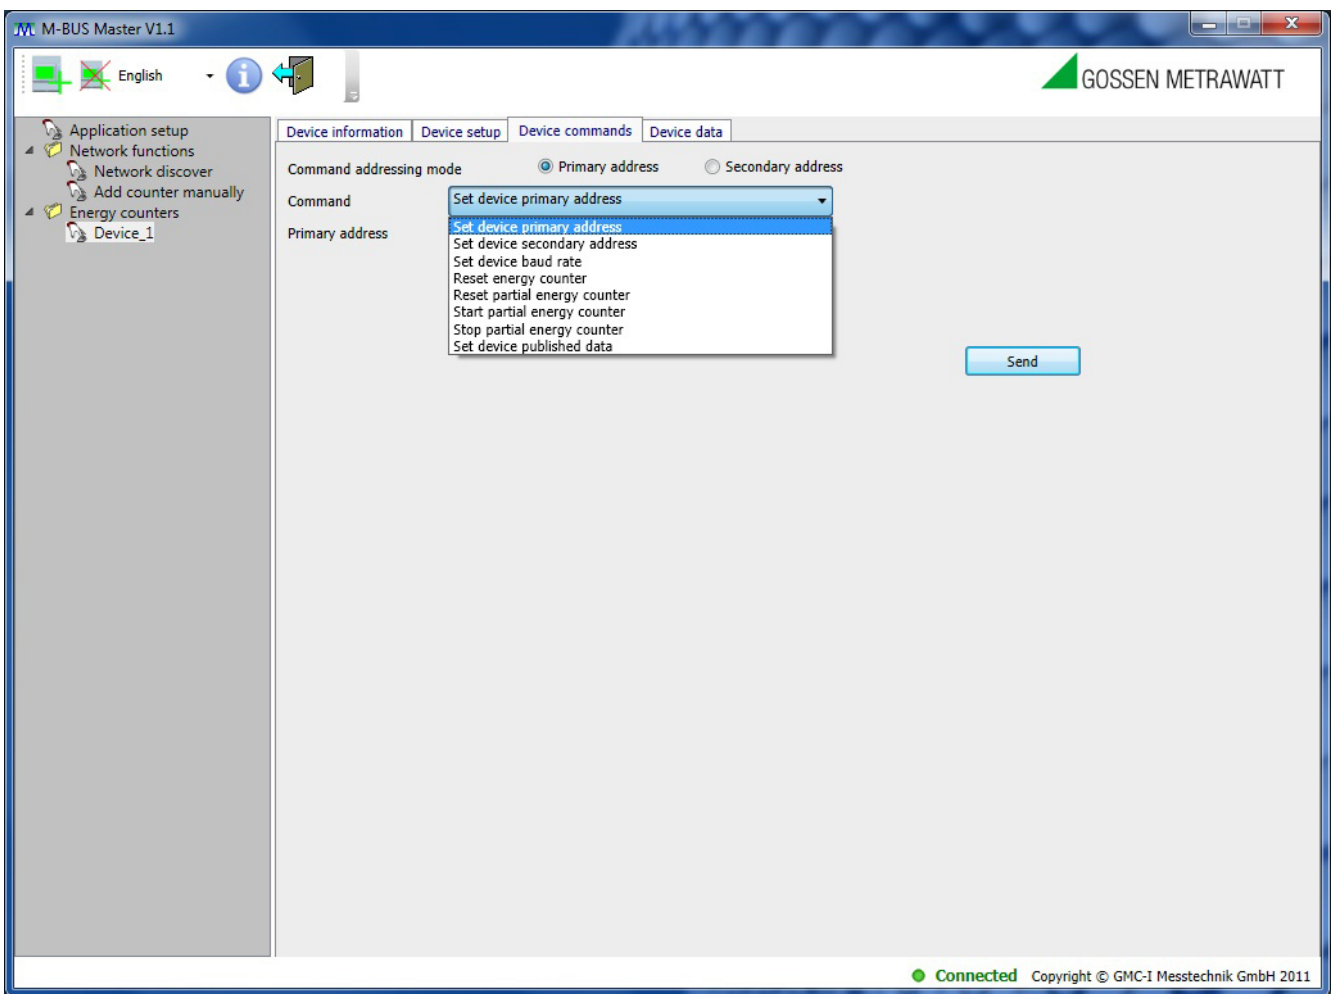 M-BUS Master V1.1
English
GOSSEN METRAWATT
Application setup
Network functions
Network discover
Add counter manually
Energy counters
Device_1
Device information Device setup Device commands Device data
Command addressing mode Primary address Secondary address
Command Set device primary address
Primary address
Set device primary address
Set device secondary address
Set device baud rate
Reset energy counter
Reset partial energy counter
Start partial energy counter
Stop partial energy counter
Set device published data
Send
Connected Copyright © GMC-I Messtechnik GmbH 2011